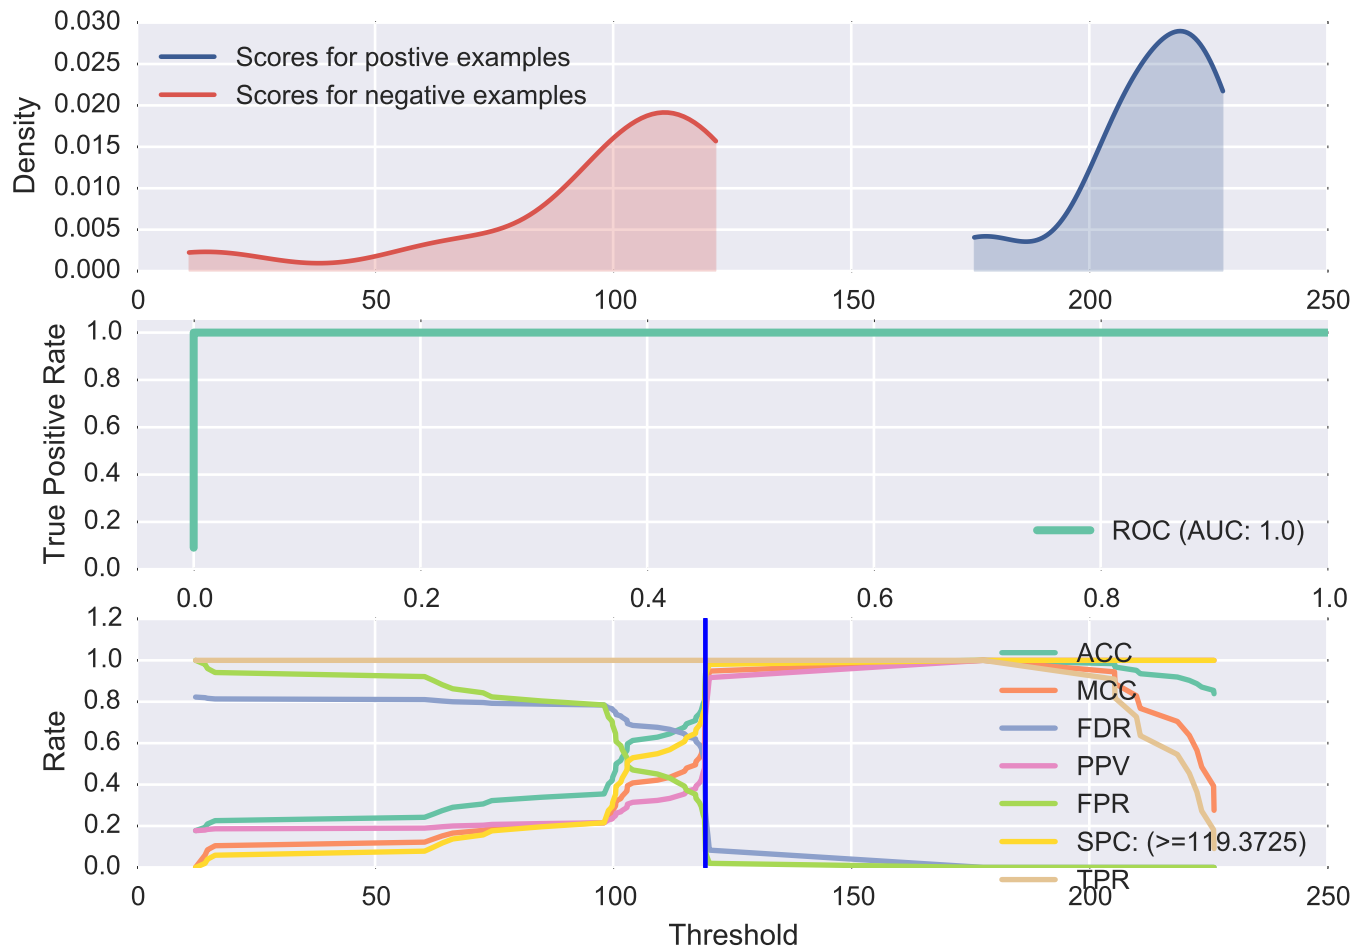 0.030
0.025
0.020
0.015
0.010
0.005
0.000
Density
Scores for postive examples
Scores for negative examples
0 50 100 150 200 250
1.0
0.8
0.6
0.4
0.2
0.0
True Positive Rate
ROC (AUC: 1.0)
0.0 0.2 0.4 0.6 0.8 1.0
1.2
1.0
0.8
0.6
0.4
0.2
0.0
Rate
ACC
MCC
FDR
PPV
FPR
SPC: (>=119.3725)
TPR
0 50 100 150 200 250
Threshold